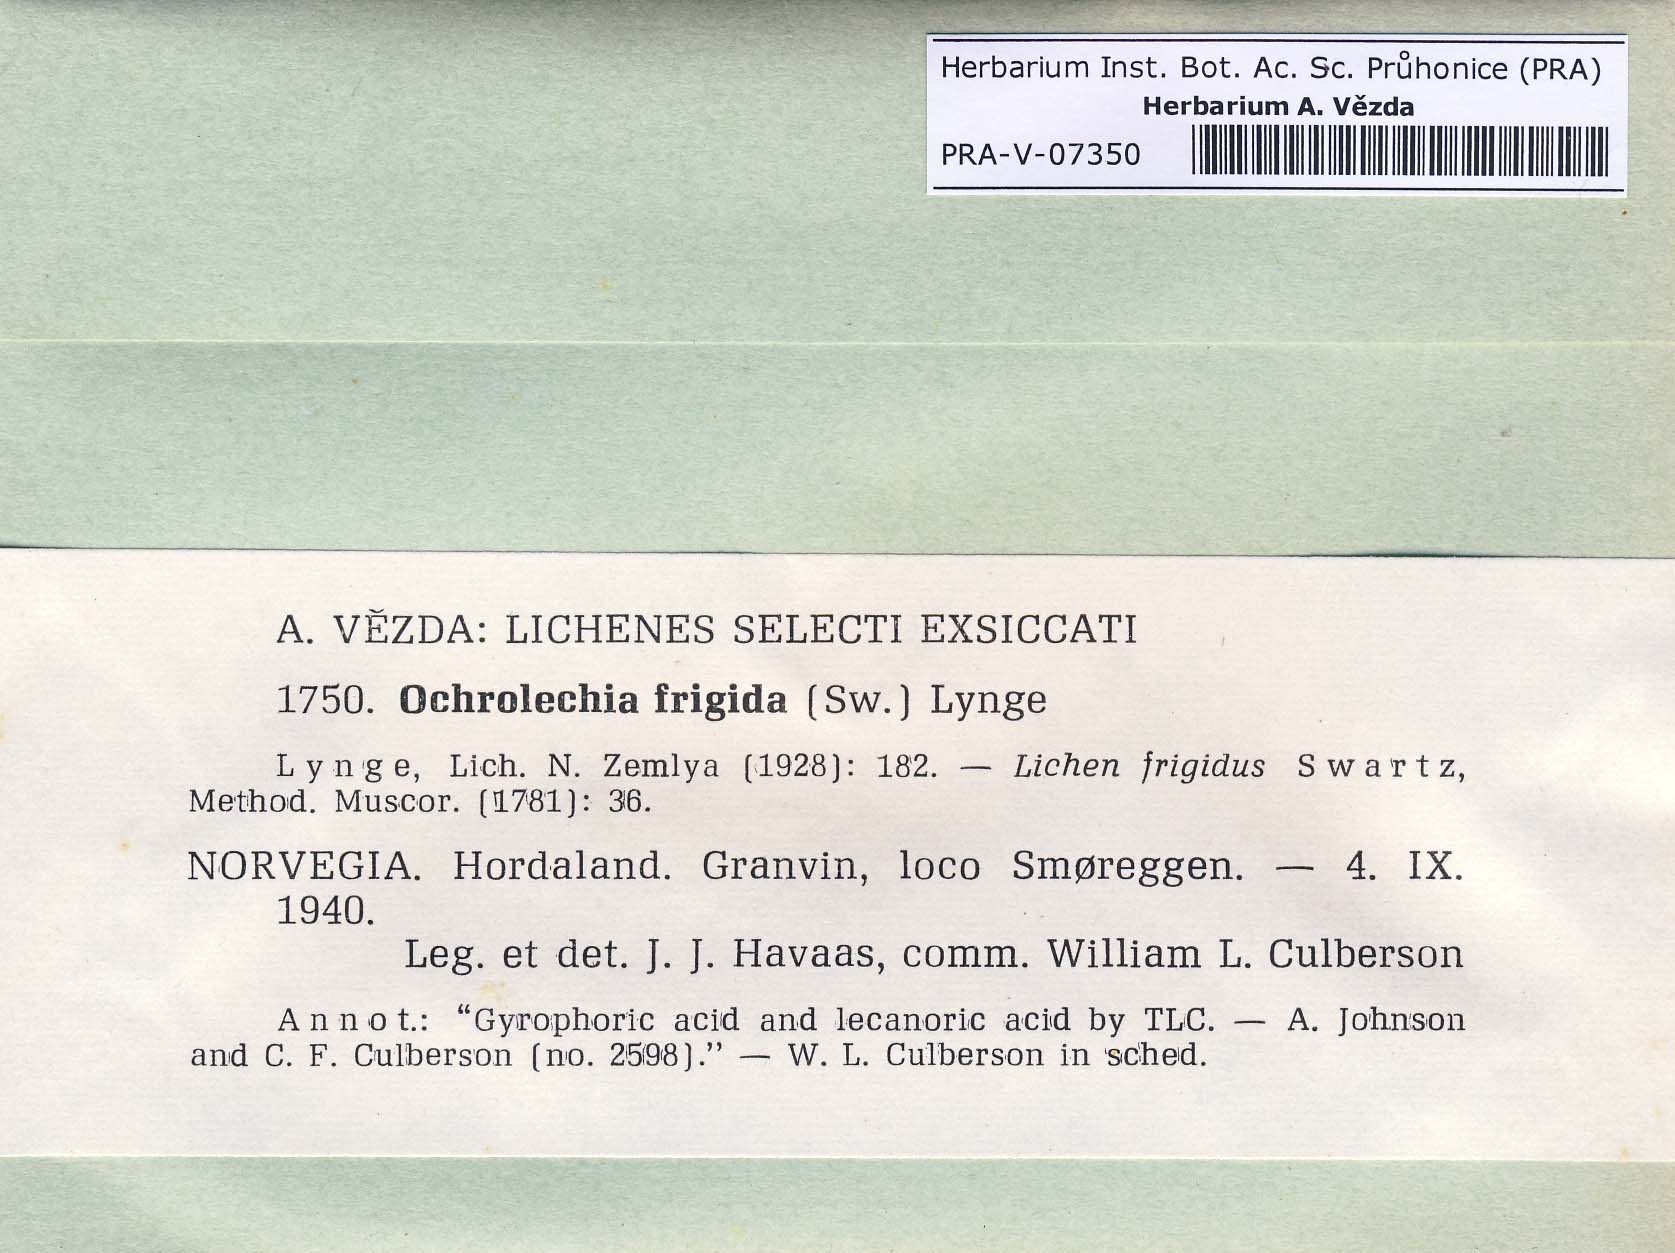 Herbarium Inst. Bot. Ac. Sc. Průhonice (PRA)
Herbarium A. Vězda
PRA-V-07350
A. VĚZDA: LICHENES SELECTI EXSICCATI
1750. Ochrolechia frigida (Sw.) Lynge
Lynge, Lich. N. Zemlya (1928): 182. — Lichen frigidus Swartz,
Method. Muscor. (1781): 36.
NORVEGIA. Hordaland. Granvin, loco Smøreggen. — 4. IX.
1940.
Leg. et det. J. J. Havaas, comm. William L. Culberson
Annot.: “Gyrophoric acid and lecanoric acid by TLC. — A. Johnson
and C. F. Culberson (no. 2598).” — W. L. Culberson in sched.